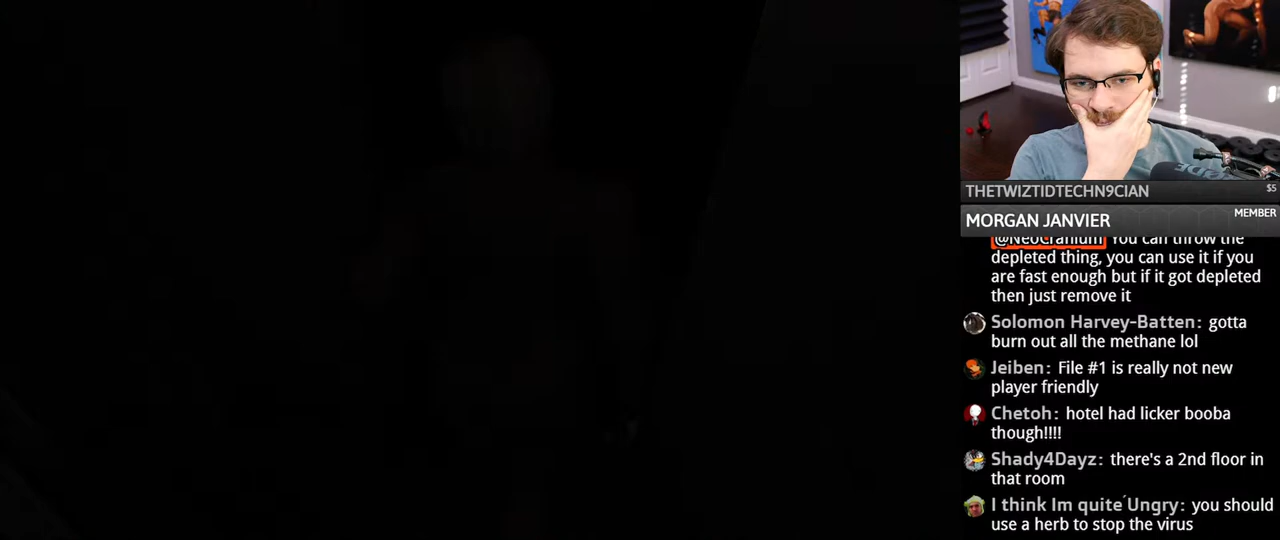 THETWIZTIDTECHN9CIAN $5
MORGAN JANVIER MEMBER
@NeoCranium You can throw the
depleted thing, you can use it if you
are fast enough but if it got depleted
then just remove it
Solomon Harvey-Batten: gotta
burn out all the methane lol
Jeiben: File #1 is really not new
player friendly
Chetoh: hotel had licker booba
though!!!!
Shady4Dayz: there's a 2nd floor in
that room
I think Im quite Ungry: you should
use a herb to stop the virus